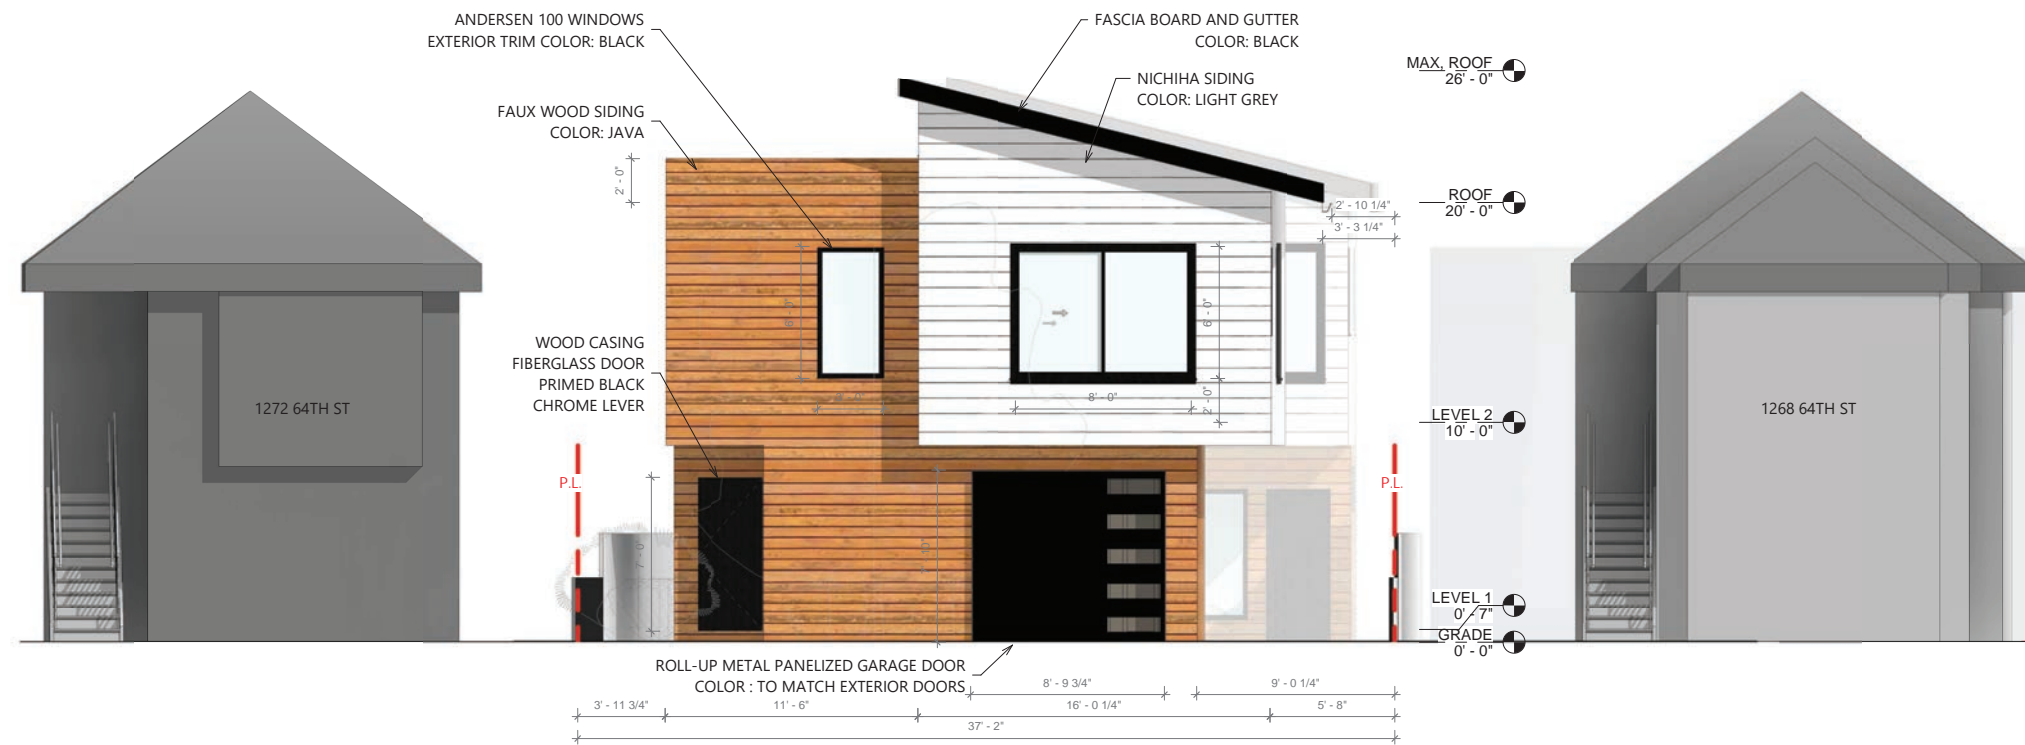 ANDERSEN 100 WINDOWS
EXTERIOR TRIM COLOR: BLACK
FASCIA BOARD AND GUTTER
COLOR: BLACK
NICHIHA SIDING
COLOR: LIGHT GREY
FAUX WOOD SIDING
COLOR: JAVA
MAX, ROOF
26' - 0"
2' - 0"
ROOF
20' - 0"
2' - 10 1/4"
3' - 3 1/4"
6' - 0"
6' - 0"
WOOD CASING
FIBERGLASS DOOR
PRIMED BLACK
CHROME LEVER
8' - 0"
2' - 0"
1272 64TH ST
1268 64TH ST
LEVEL 2
10' - 0"
P.L.
P.L.
7' - 0"
LEVEL 1
0' - 7"
GRADE
0' - 0"
ROLL-UP METAL PANELIZED GARAGE DOOR
COLOR : TO MATCH EXTERIOR DOORS
8' - 9 3/4"
9' - 0 1/4"
3' - 11 3/4"
11' - 6"
16' - 0 1/4"
5' - 8"
37' - 2"